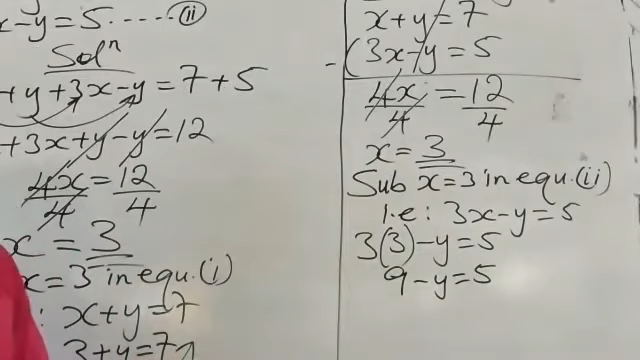 x-y=5.....(ii)
Solⁿ
+y+3x-y=7+5
+3x+y-y=12
4x/4=12/4
x=3
x=3 in equ.(i)
: x+y=7
3+y=7
x+y=7
-(3x-y=5
4x/4=12/4
x=3
Sub x=3 in equ.(ii)
i.e: 3x-y=5
3(3)-y=5
9-y=5